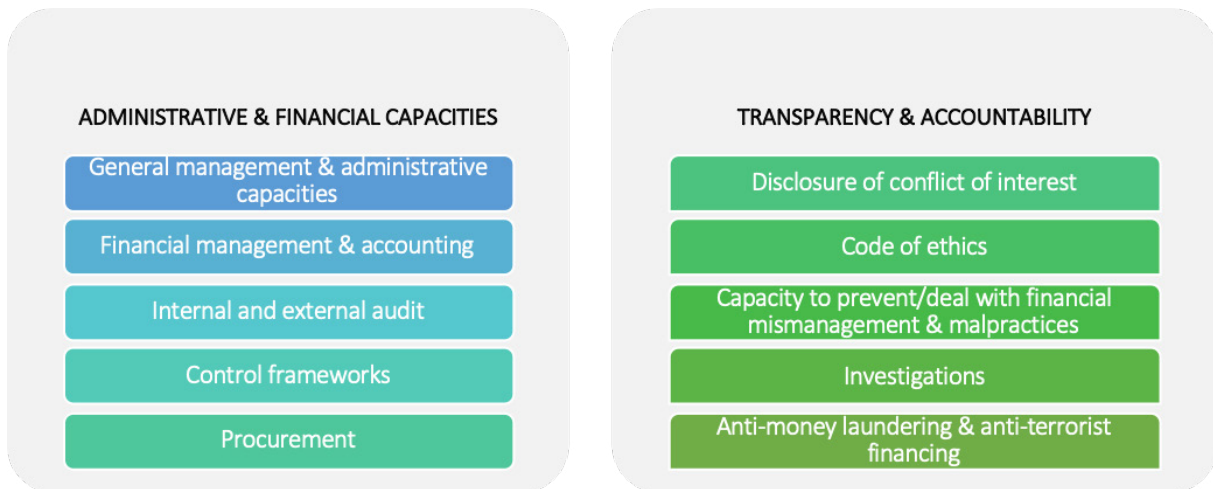 ADMINISTRATIVE & FINANCIAL CAPACITIES
General management & administrative
capacities
Financial management & accounting
Internal and external audit
Control frameworks
Procurement
TRANSPARENCY & ACCOUNTABILITY
Disclosure of conflict of interest
Code of ethics
Capacity to prevent/deal with financial
mismanagement & malpractices
Investigations
Anti-money laundering & anti-terrorist
financing